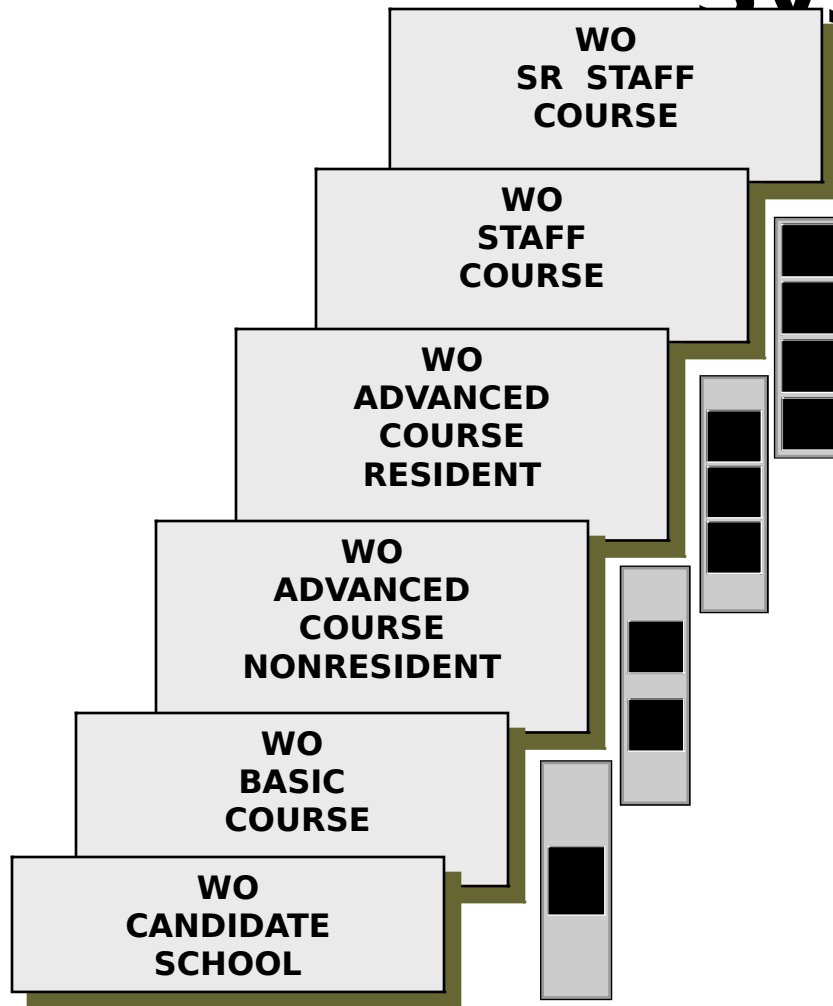 WO
SR STAFF
COURSE
WO
STAFF
COURSE
WO
ADVANCED
COURSE
RESIDENT
WO
ADVANCED
COURSE
NONRESIDENT
WO
BASIC
COURSE
WO
CANDIDATE
SCHOOL